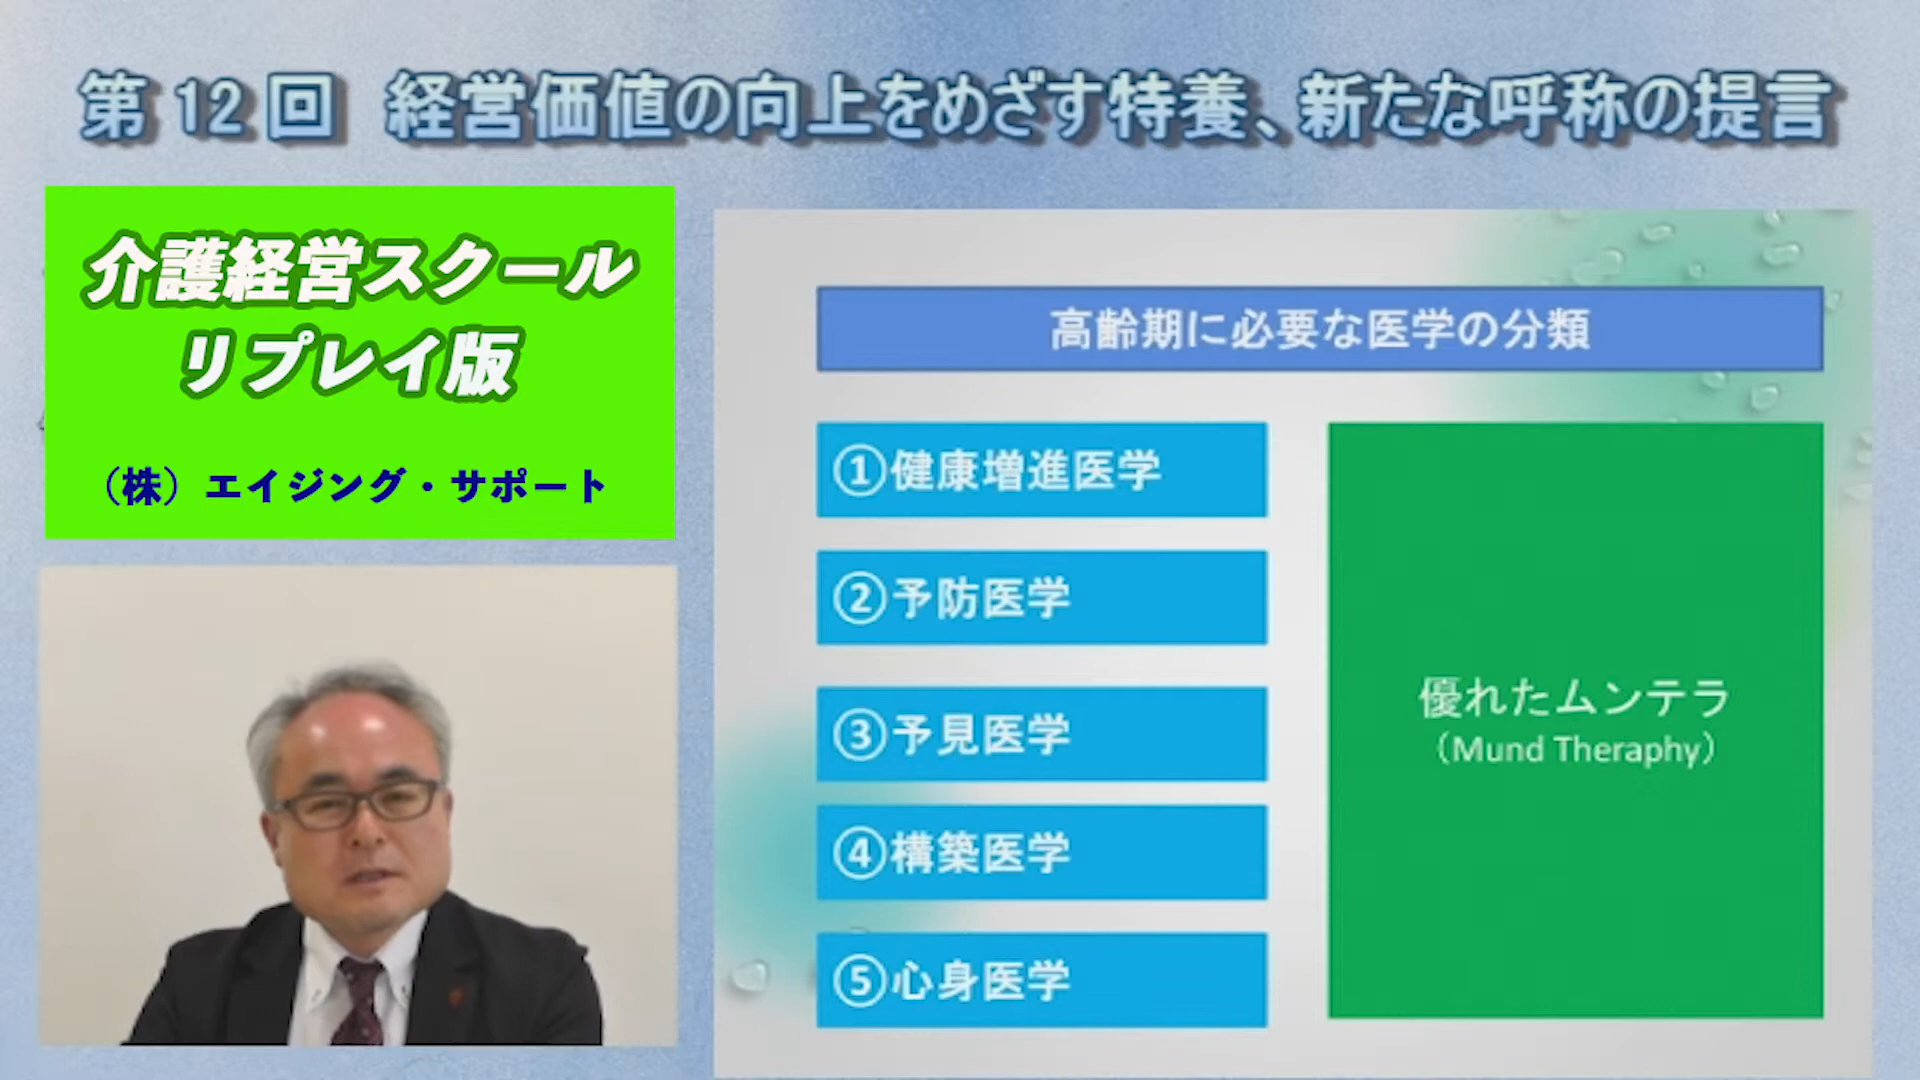 第12回 経営価値の向上をめざす特養、新たな呼称の提言
介護経営スクール
リプレイ版
（株）エイジング・サポート
高齢期に必要な医学の分類
①健康増進医学
②予防医学
③予見医学
④構築医学
⑤心身医学
優れたムンテラ
（Mund Theraphy）